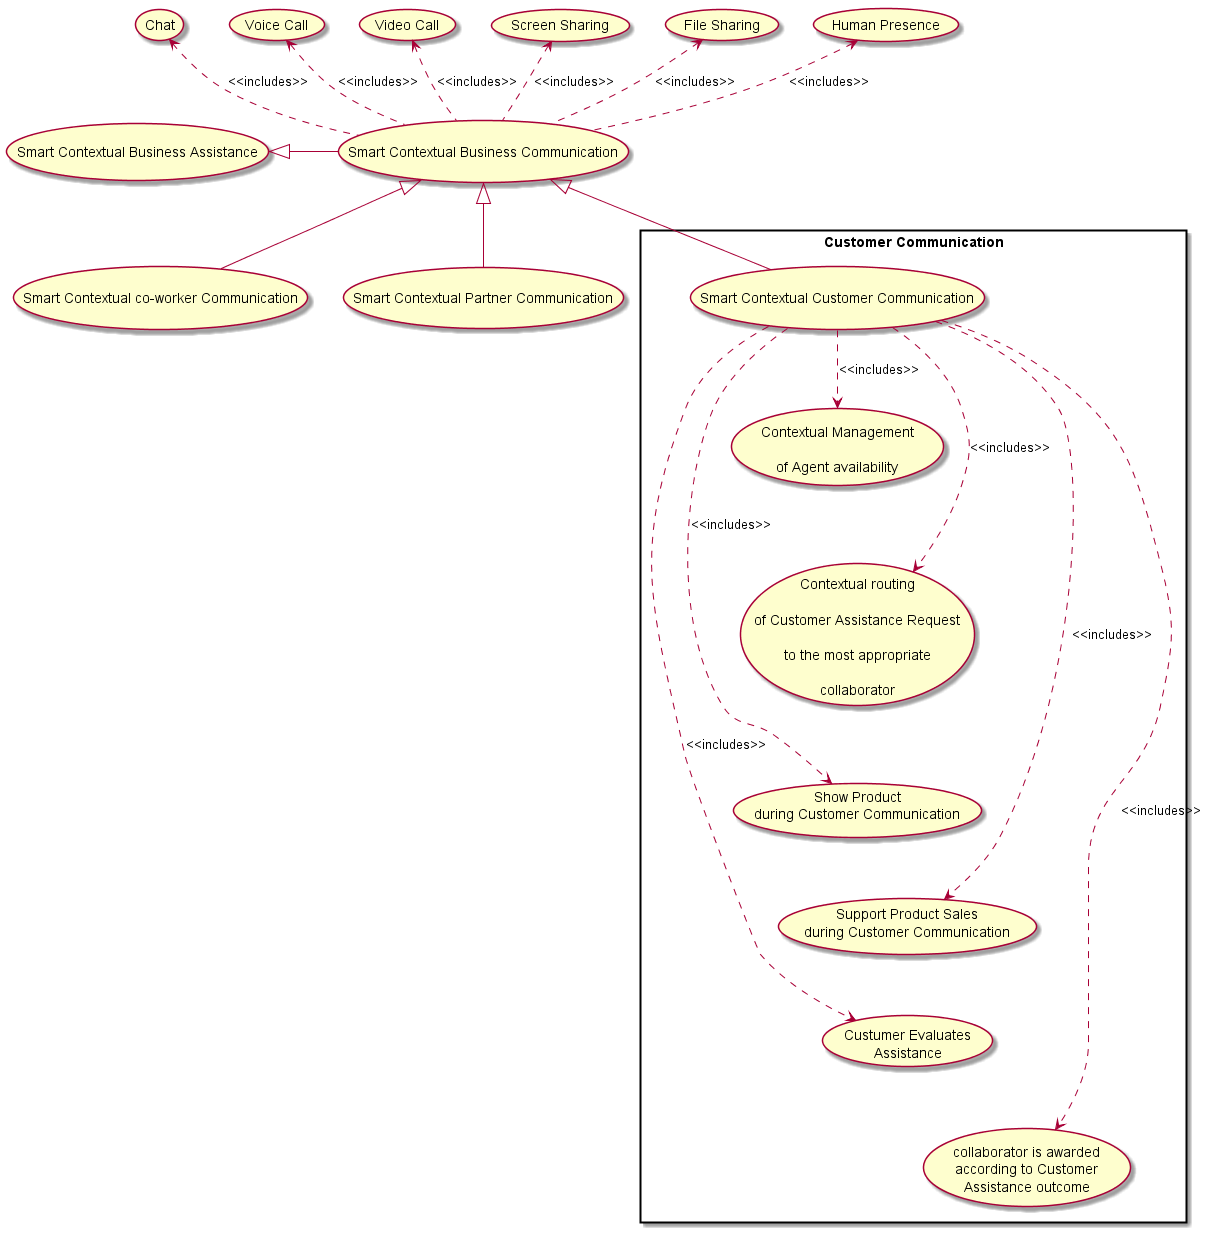 Chat
Voice Call
Video Call
Screen Sharing
File Sharing
Human Presence
<<includes>>
<<includes>>
<<includes>>
<<includes>>
<<includes>>
<<includes>>
Smart Contextual Business Assistance
Smart Contextual Business Communication
Customer Communication
Smart Contextual co-worker Communication
Smart Contextual Partner Communication
Smart Contextual Customer Communication
<<includes>>
Contextual Management
of Agent availability
<<includes>>
<<includes>>
Contextual routing
of Customer Assistance Request
to the most appropriate
collaborator
<<includes>>
<<includes>>
Show Product
during Customer Communication
<<includes>>
Support Product Sales
during Customer Communication
Custumer Evaluates
Assistance
collaborator is awarded
according to Customer
Assistance outcome